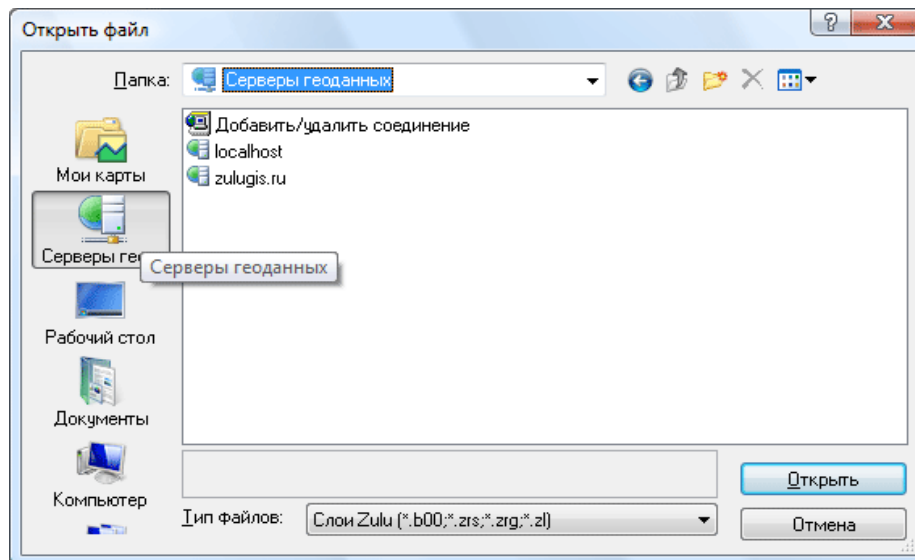 Открыть файл
Папка:
Серверы геоданных
Добавить/удалить соединение
localhost
zulugis.ru
Мои карты
Серверы гео
Серверы геоданных
Рабочий стол
Документы
Компьютер
Открыть
Тип файлов:
Слои Zulu (*.b00;*.zrs;*.zrg;*.zl)
Отмена